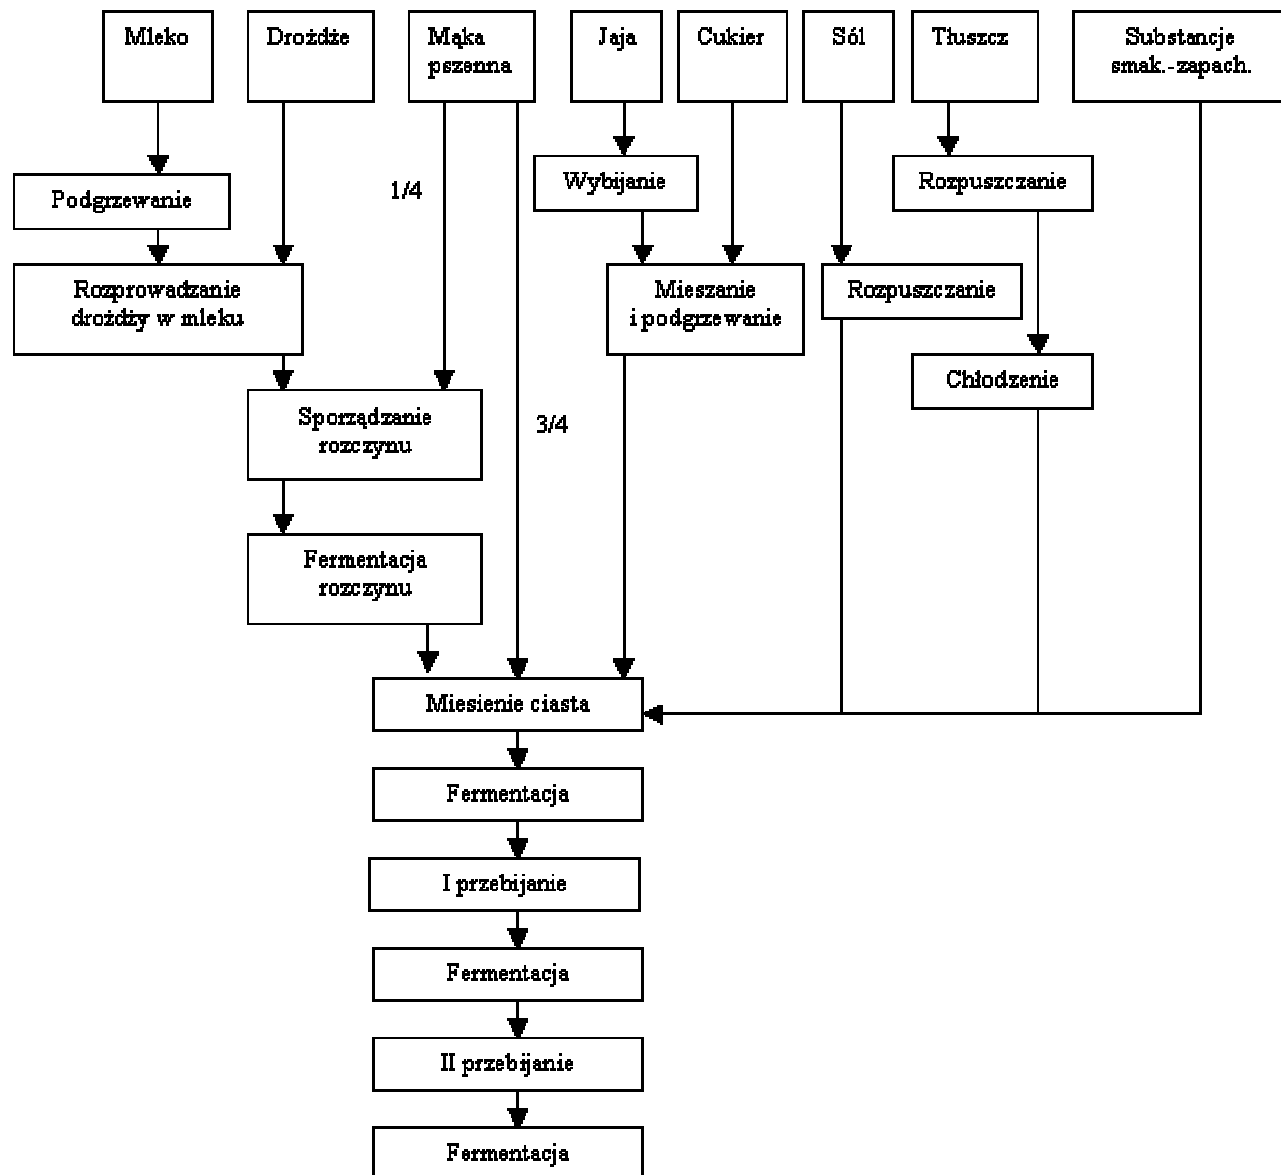 Mleko
Drożdże
Mąka
pszenna
Jaja
Cukier
Sól
Tłuszcz
Substancje
smak.-zapach.
Podgrzewanie
1/4
Wybijanie
Rozpuszczanie
Rozprowadzanie
drożdży w mleku
Mieszanie
i podgrzewanie
Rozpuszczanie
Chłodzenie
Sporządzanie
rozczynu
3/4
Fermentacja
rozczynu
Miesienie ciasta
Fermentacja
I przebijanie
Fermentacja
II przebijanie
Fermentacja